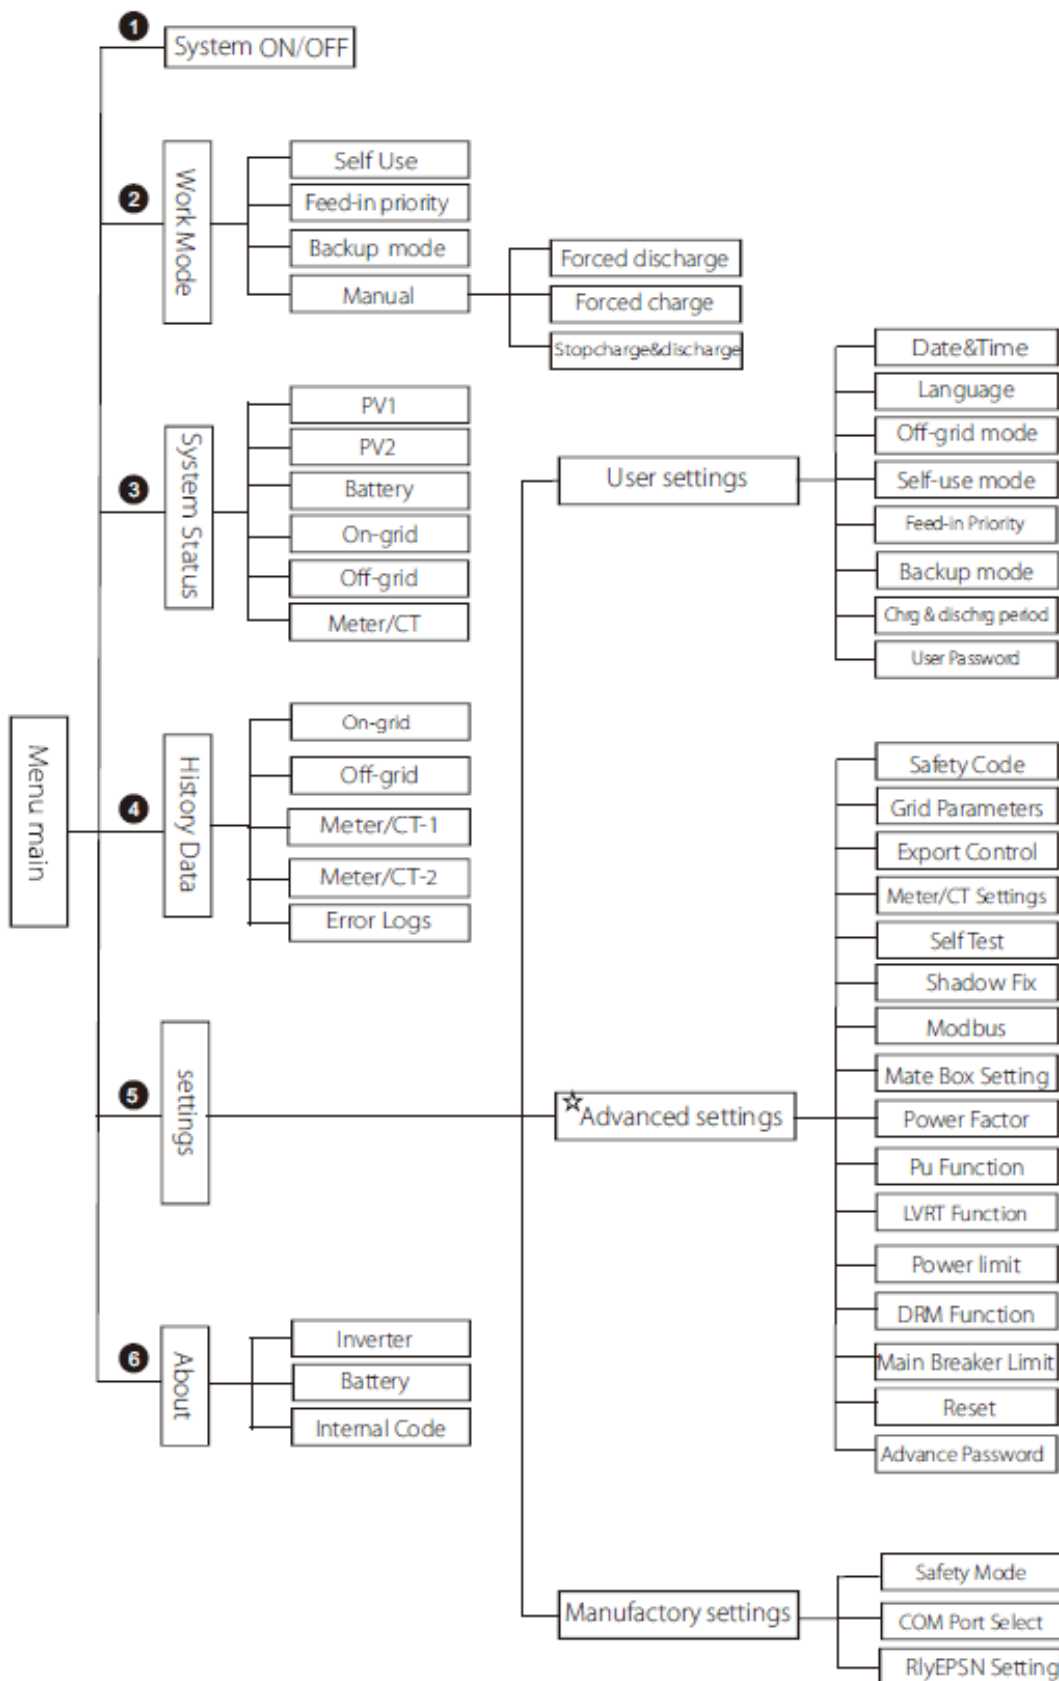 Menu main
1
System ON/OFF
2
Work Mode
Self Use
Feed-in priority
Backup mode
Manual
Forced discharge
Forced charge
Stopcharge&discharge
3
System Status
PV1
PV2
Battery
On-grid
Off-grid
Meter/CT
4
History Data
On-grid
Off-grid
Meter/CT-1
Meter/CT-2
Error Logs
5
settings
User settings
Date&Time
Language
Off-grid mode
Self-use mode
Feed-in Priority
Backup mode
Chrg & dischrg period
User Password
☆Advanced settings
Safety Code
Grid Parameters
Export Control
Meter/CT Settings
Self Test
Shadow Fix
Modbus
Mate Box Setting
Power Factor
Pu Function
LVRT Function
Power limit
DRM Function
Main Breaker Limit
Reset
Advance Password
Manufactory settings
Safety Mode
COM Port Select
RlyEPSN Setting
6
About
Inverter
Battery
Internal Code